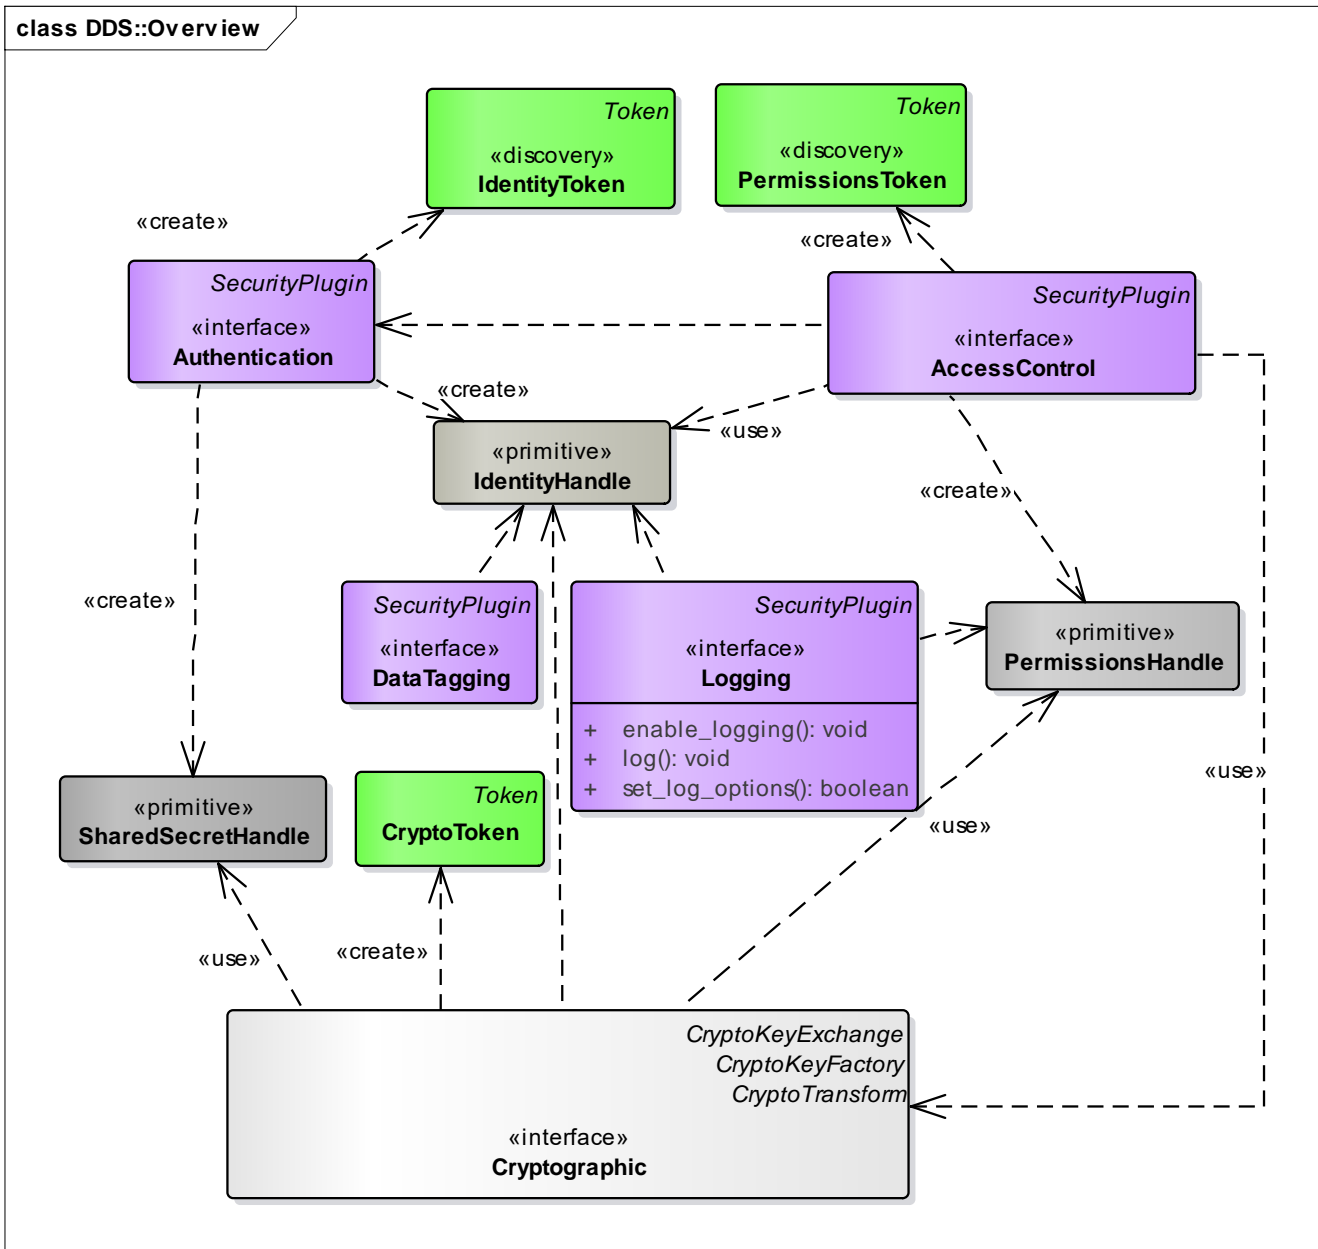 class DDS::Overview
Token
«discovery»
IdentityToken
Token
«discovery»
PermissionsToken
«create»
«create»
SecurityPlugin
«interface»
Authentication
SecurityPlugin
«interface»
AccessControl
«create»
«use»
«primitive»
IdentityHandle
«create»
«create»
SecurityPlugin
«interface»
DataTagging
SecurityPlugin
«interface»
Logging
+ enable_logging(): void
+ log(): void
+ set_log_options(): boolean
«primitive»
PermissionsHandle
«use»
«primitive»
SharedSecretHandle
Token
CryptoToken
«use»
«use»
«create»
CryptoKeyExchange
CryptoKeyFactory
CryptoTransform
«interface»
Cryptographic